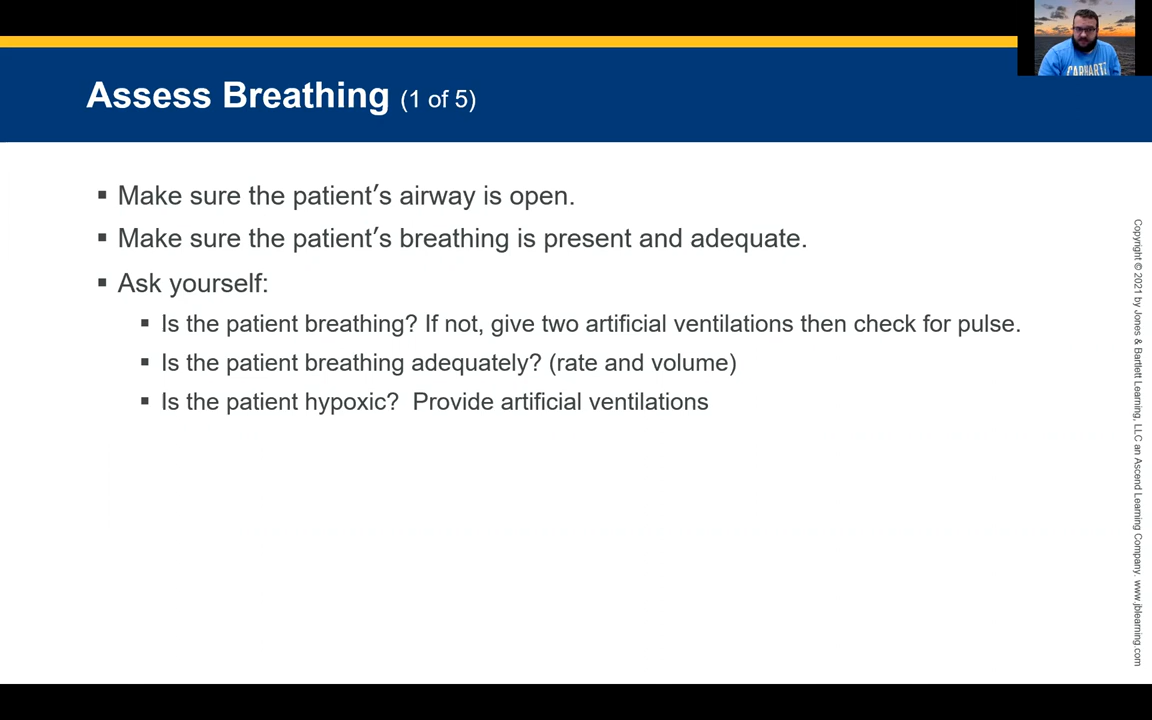 Assess Breathing (1 of 5)
▪ Make sure the patient’s airway is open.
▪ Make sure the patient’s breathing is present and adequate.
▪ Ask yourself:
▪ Is the patient breathing? If not, give two artificial ventilations then check for pulse.
▪ Is the patient breathing adequately? (rate and volume)
▪ Is the patient hypoxic?  Provide artificial ventilations
Copyright © 2021 by Jones & Bartlett Learning, LLC an Ascend Learning Company. www.jblearning.com
CARHARTT